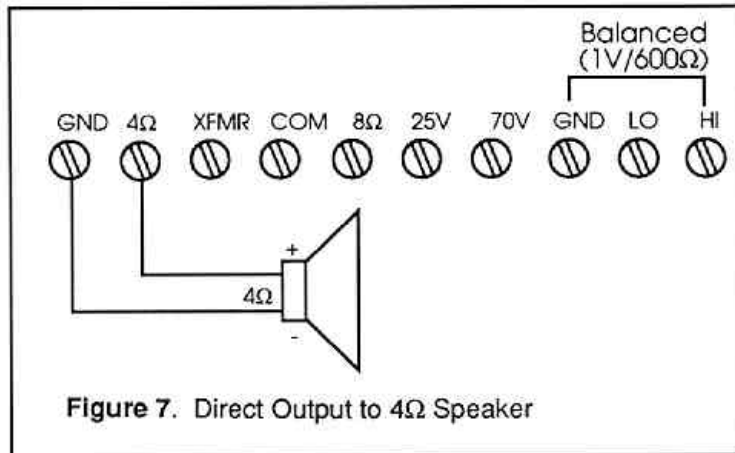 Balanced
(1V/600Ω)
GND 4Ω XFMR COM 8Ω 25V 70V GND LO HI
+
4Ω
-
Figure 7. Direct Output to 4Ω Speaker